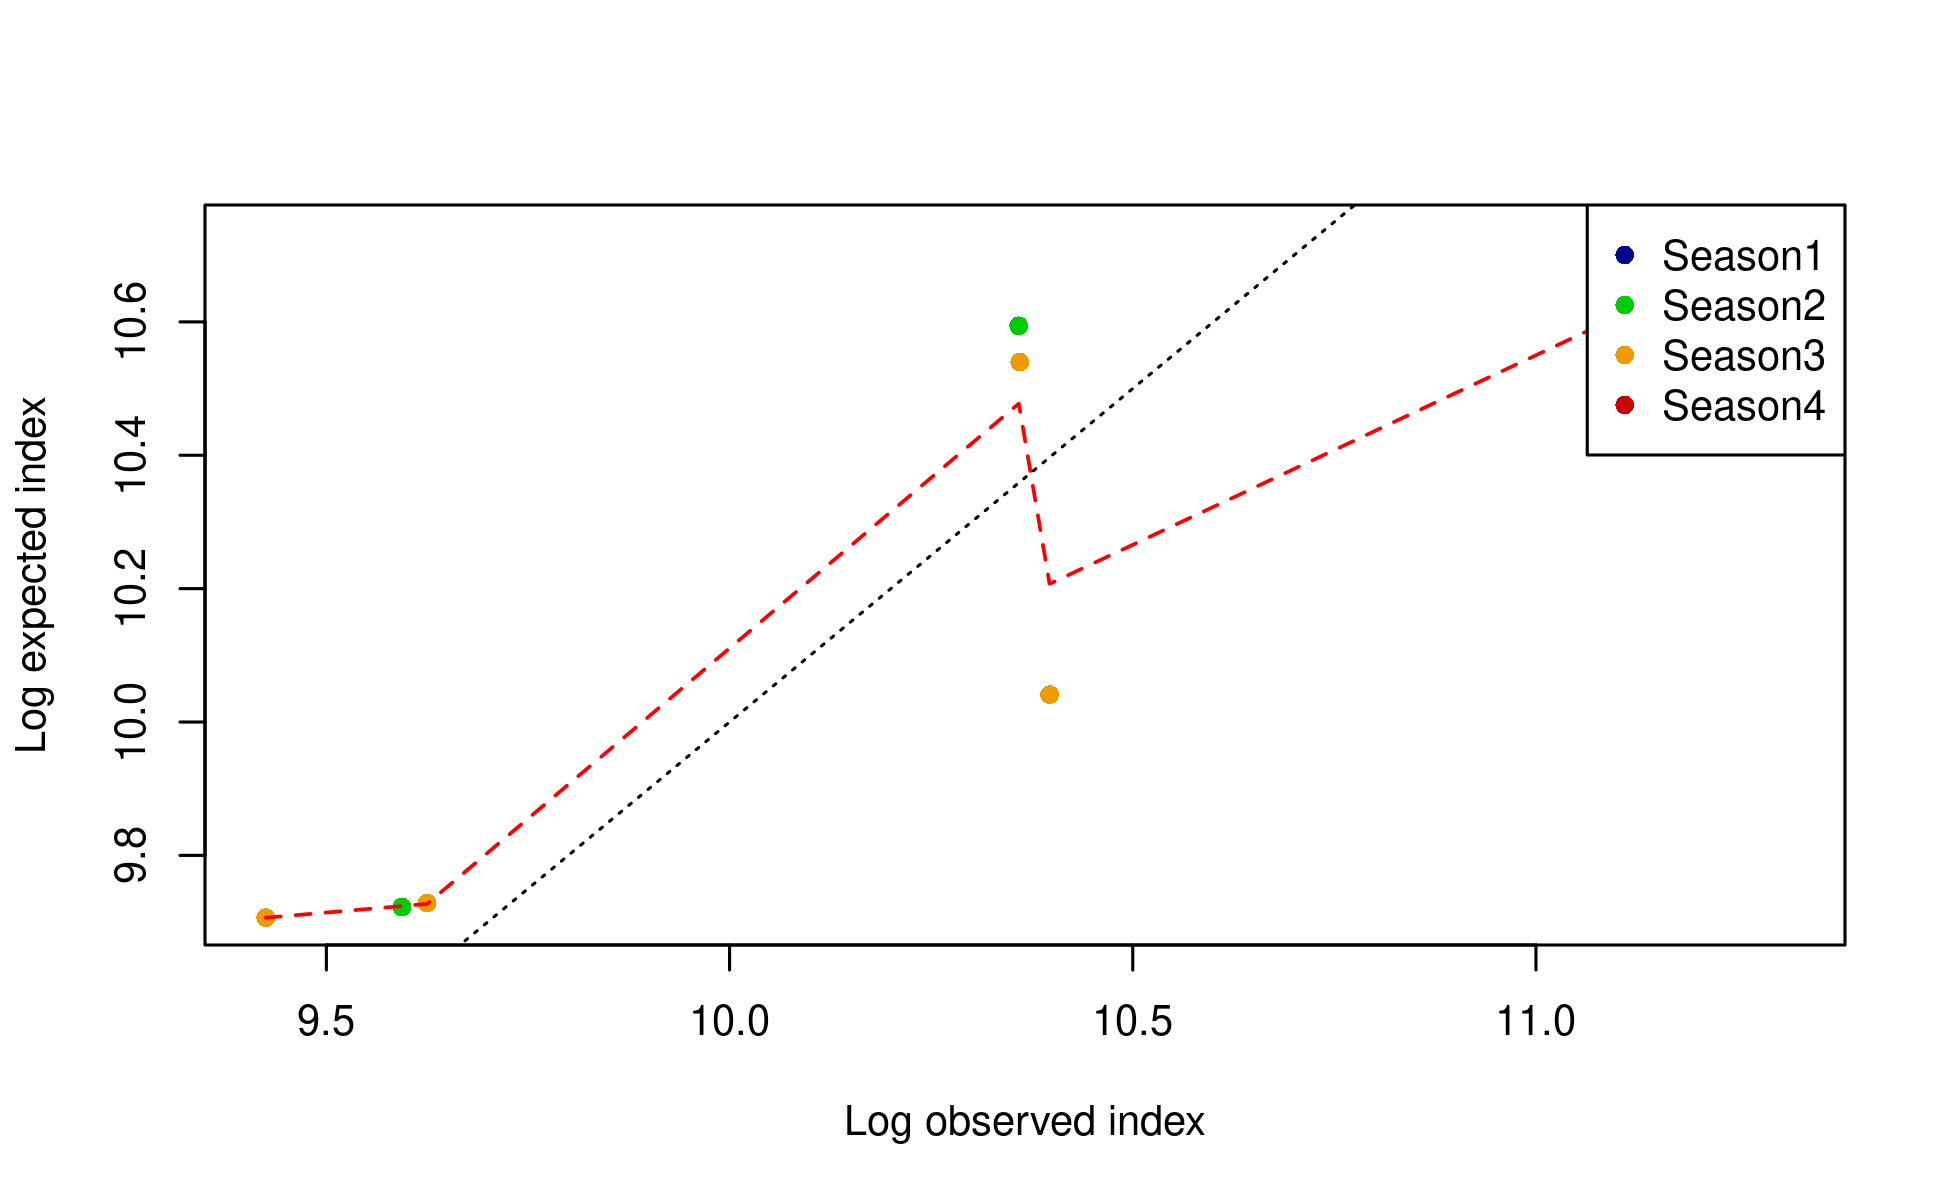 Season1
Season2
Season3
Season4
10.6
10.4
10.2
10.0
9.8
Log expected index
9.5 10.0 10.5 11.0
Log observed index